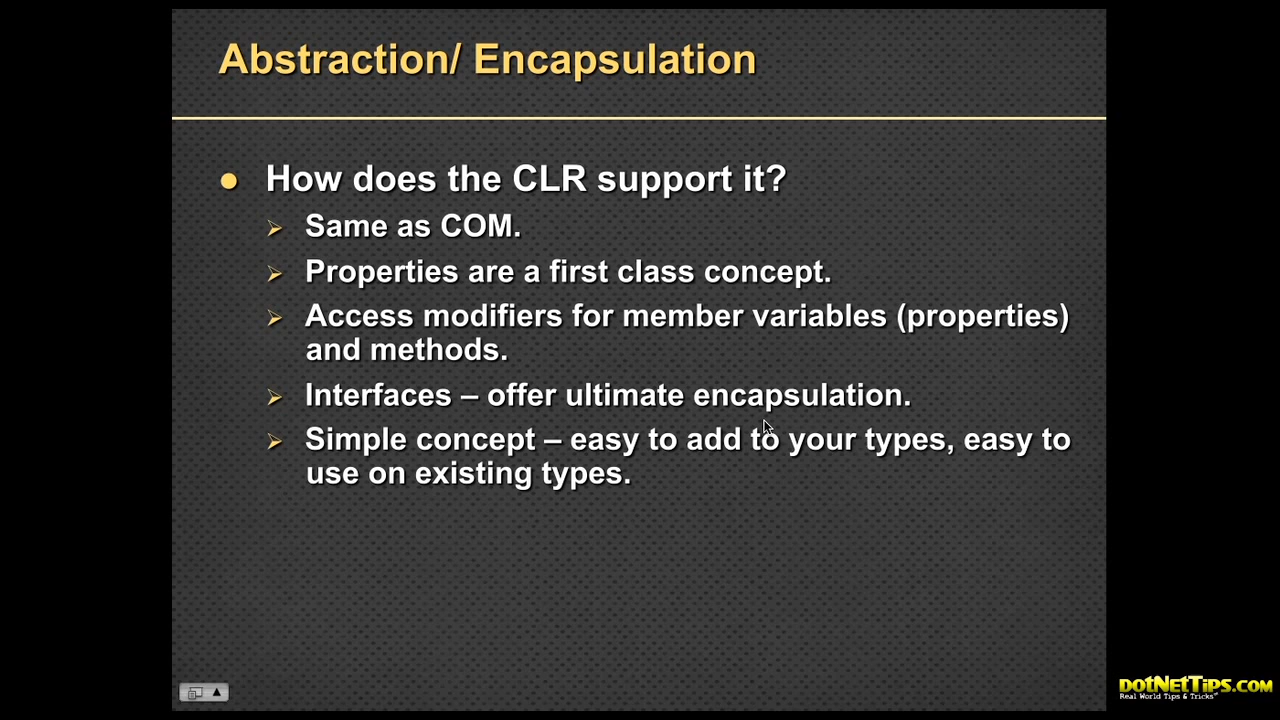 Abstraction/ Encapsulation
How does the CLR support it?
Same as COM.
Properties are a first class concept.
Access modifiers for member variables (properties)
and methods.
Interfaces – offer ultimate encapsulation.
Simple concept – easy to add to your types, easy to
use on existing types.
DOTNETTIPS.COM
Real World Tips & Tricks